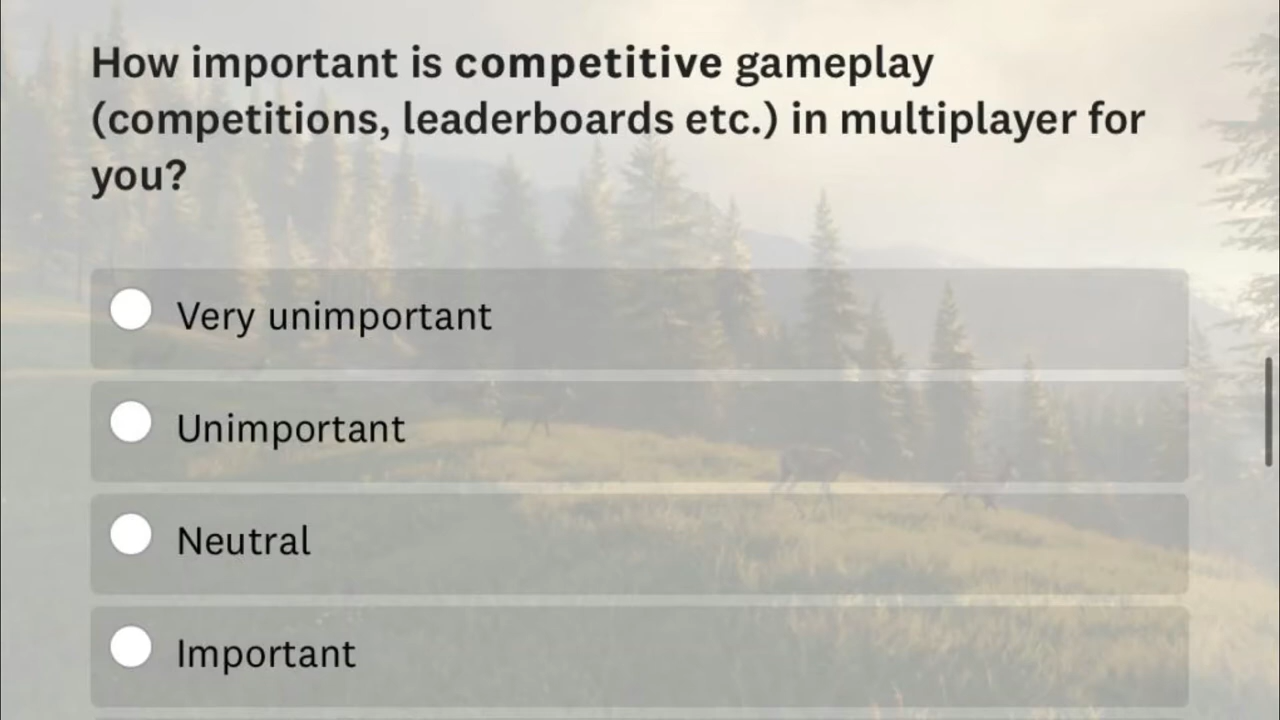 How important is competitive gameplay
(competitions, leaderboards etc.) in multiplayer for
you?
Very unimportant
Unimportant
Neutral
Important